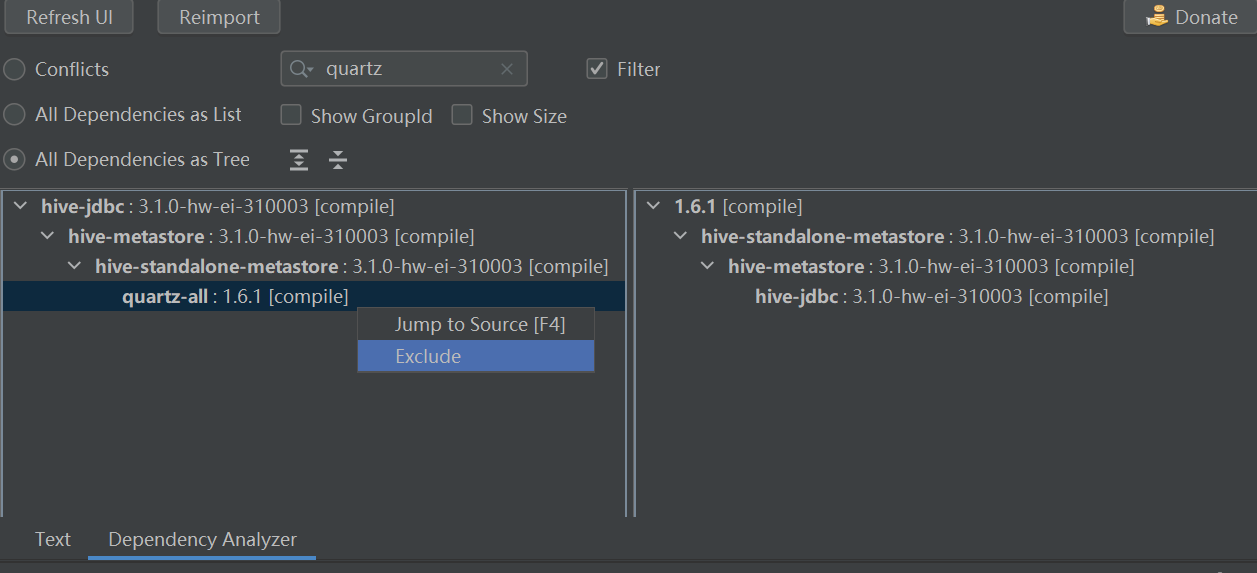 Refresh UI
Reimport
Donate
Conflicts
quartz
Filter
All Dependencies as List
Show GroupId
Show Size
All Dependencies as Tree
hive-jdbc : 3.1.0-hw-ei-310003 [compile]
hive-metastore : 3.1.0-hw-ei-310003 [compile]
hive-standalone-metastore : 3.1.0-hw-ei-310003 [compile]
quartz-all : 1.6.1 [compile]
Jump to Source [F4]
Exclude
1.6.1 [compile]
hive-standalone-metastore : 3.1.0-hw-ei-310003 [compile]
hive-metastore : 3.1.0-hw-ei-310003 [compile]
hive-jdbc : 3.1.0-hw-ei-310003 [compile]
Text
Dependency Analyzer